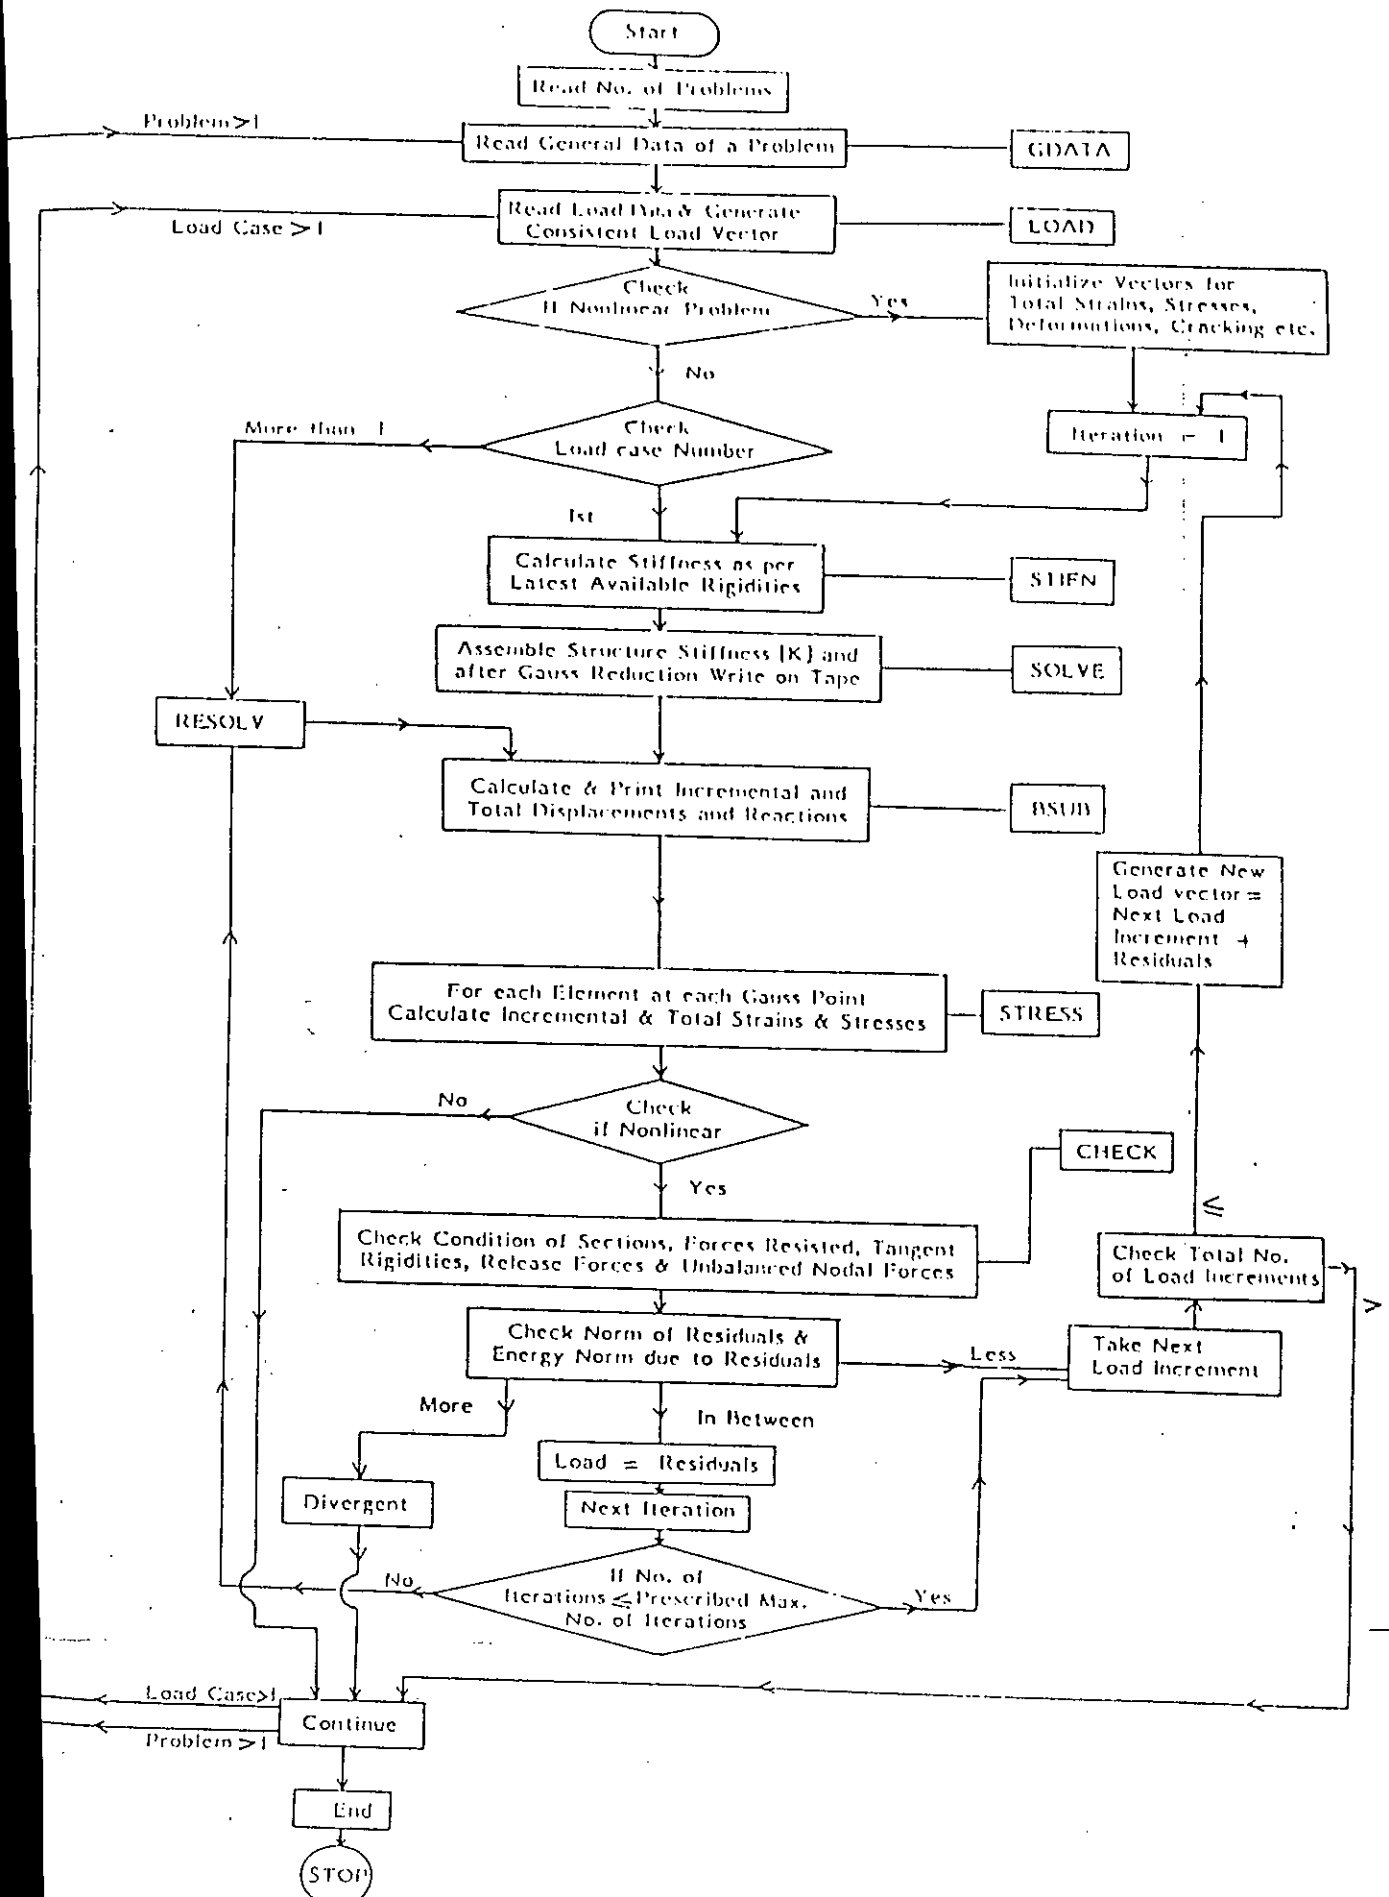 Start
Read No. of Problems
Problem > 1
Read General Data of a Problem
GDATA
Read Load Data & Generate
Consistent Load Vector
LOAD
Load Case > 1
Check
If Nonlinear Problem
Yes
Initialize Vectors for
Total Strains, Stresses,
Deformations, Cracking etc.
No
More than 1
Check
Load case Number
Iteration = 1
Ist
Calculate Stiffness as per
Latest Available Rigidities
STIFN
Assemble Structure Stiffness [K] and
after Gauss Reduction Write on Tape
SOLVE
RESOLV
Calculate & Print Incremental and
Total Displacements and Reactions
BSUB
Generate New
Load vector =
Next Load
Increment +
Residuals
For each Element at each Gauss Point
Calculate Incremental & Total Strains & Stresses
STRESS
No
Check
if Nonlinear
CHECK
Yes
≤
Check Condition of Sections, Forces Resisted, Tangent
Rigidities, Release Forces & Unbalanced Nodal Forces
Check Total No.
of Load Increments
>
Check Norm of Residuals &
Energy Norm due to Residuals
Less
Take Next
Load Increment
More
In Between
Load = Residuals
Divergent
Next Iteration
No
If No. of
Iterations ≤ Prescribed Max.
No. of Iterations
Yes
Load Case>1
Continue
Problem >1
End
STOP